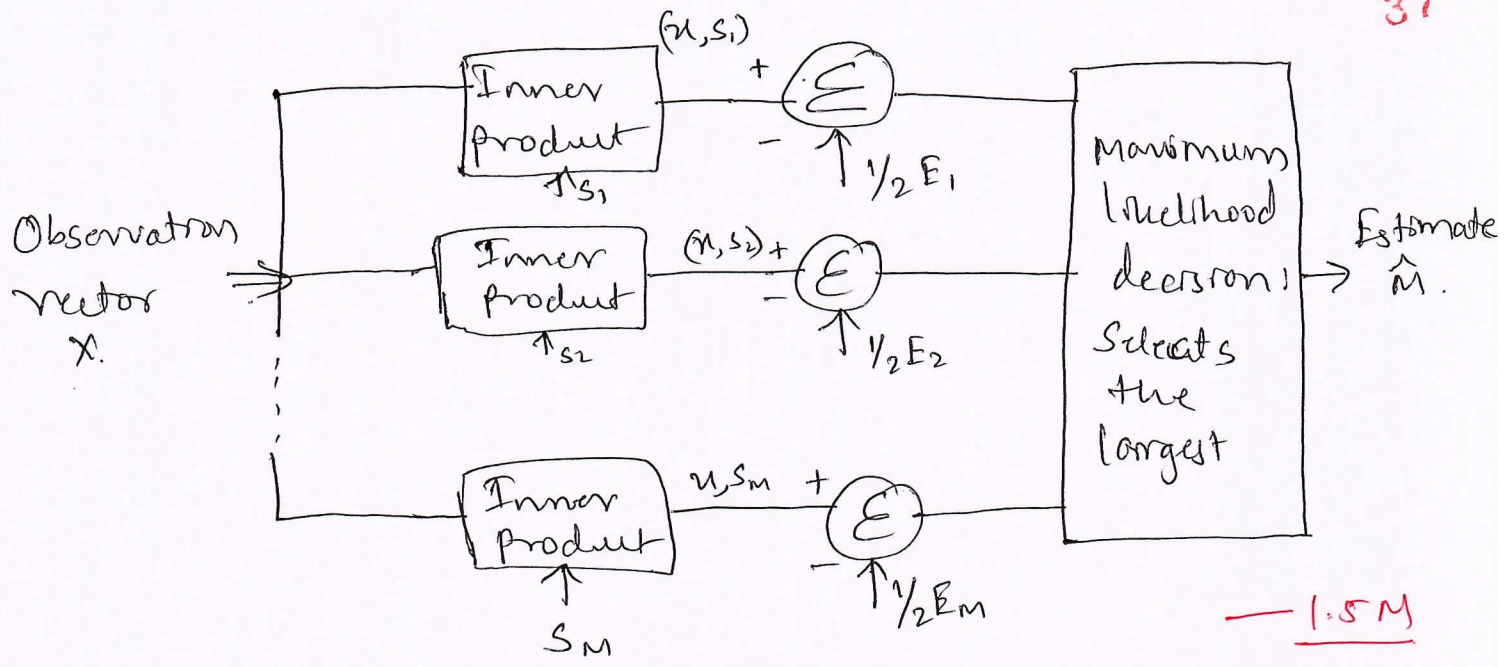 37
(x,s1)
+
Inner
product
Σ
-
↑s1
↑ 1/2 E1
Observation
vector
X.
Inner
product
(x,s2) +
Σ
-
↑s2
↑ 1/2 E2
Inner
product
x,sM +
Σ
-
↑
SM
↑ 1/2 EM
Maximum
likelihood
decision;
Selects
the
largest
Estimate
m̂.
— 1.5 M